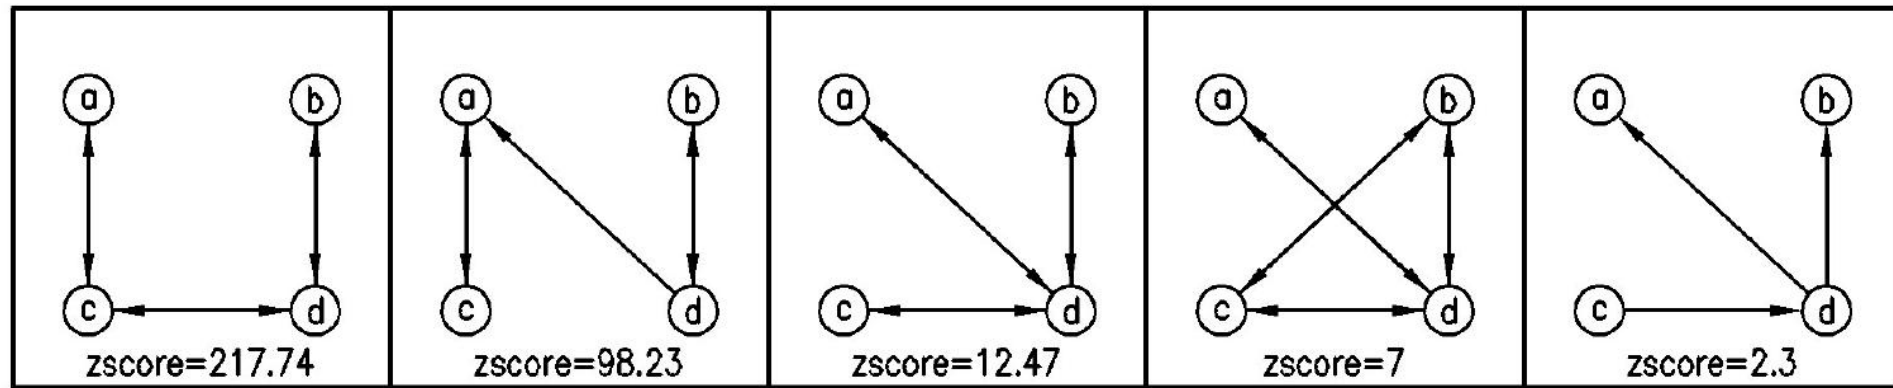 a b a b a b a b a b
c d c d c d c d c d
zscore=217.74 zscore=98.23 zscore=12.47 zscore=7 zscore=2.3